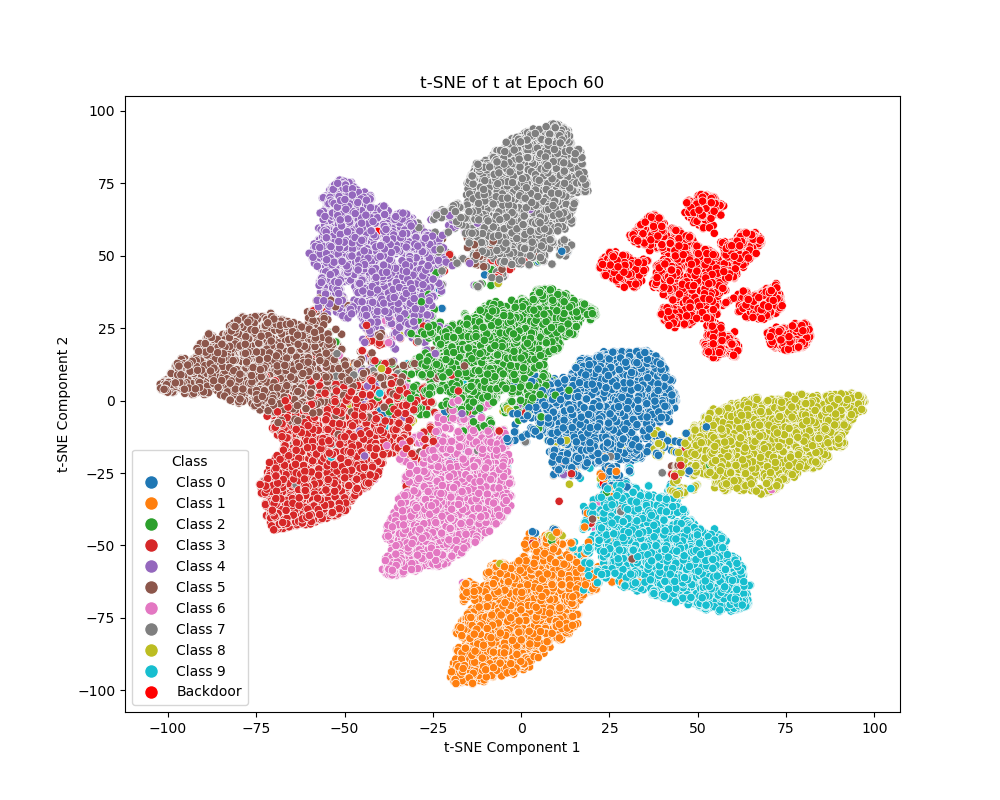 t-SNE of t at Epoch 60
100
75
50
25
0
−25
−50
−75
−100
t-SNE Component 2
Class
Class 0
Class 1
Class 2
Class 3
Class 4
Class 5
Class 6
Class 7
Class 8
Class 9
Backdoor
−100
−75
−50
−25
0
25
50
75
100
t-SNE Component 1